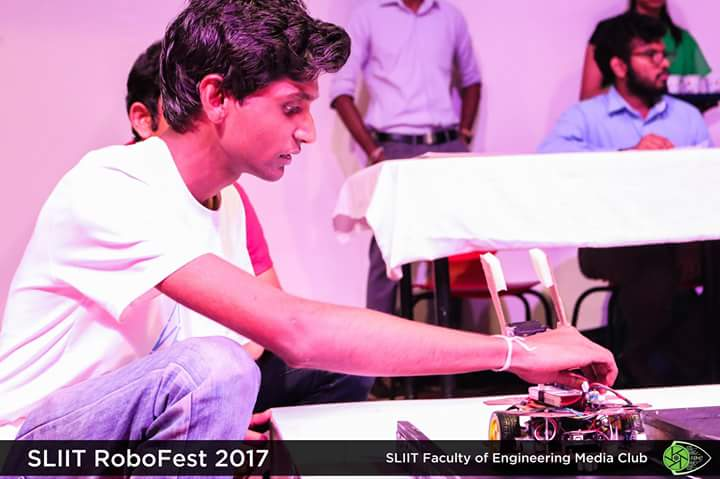 SLIIT RoboFest 2017
SLIIT Faculty of Engineering Media Club